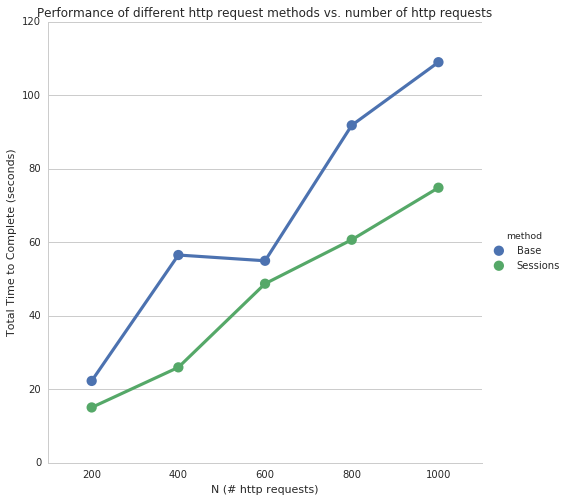 Performance of different http request methods vs. number of http requests
120
100
80
60
40
20
0
Total Time to Complete (seconds)
200 400 600 800 1000
N (# http requests)
method
Base
Sessions